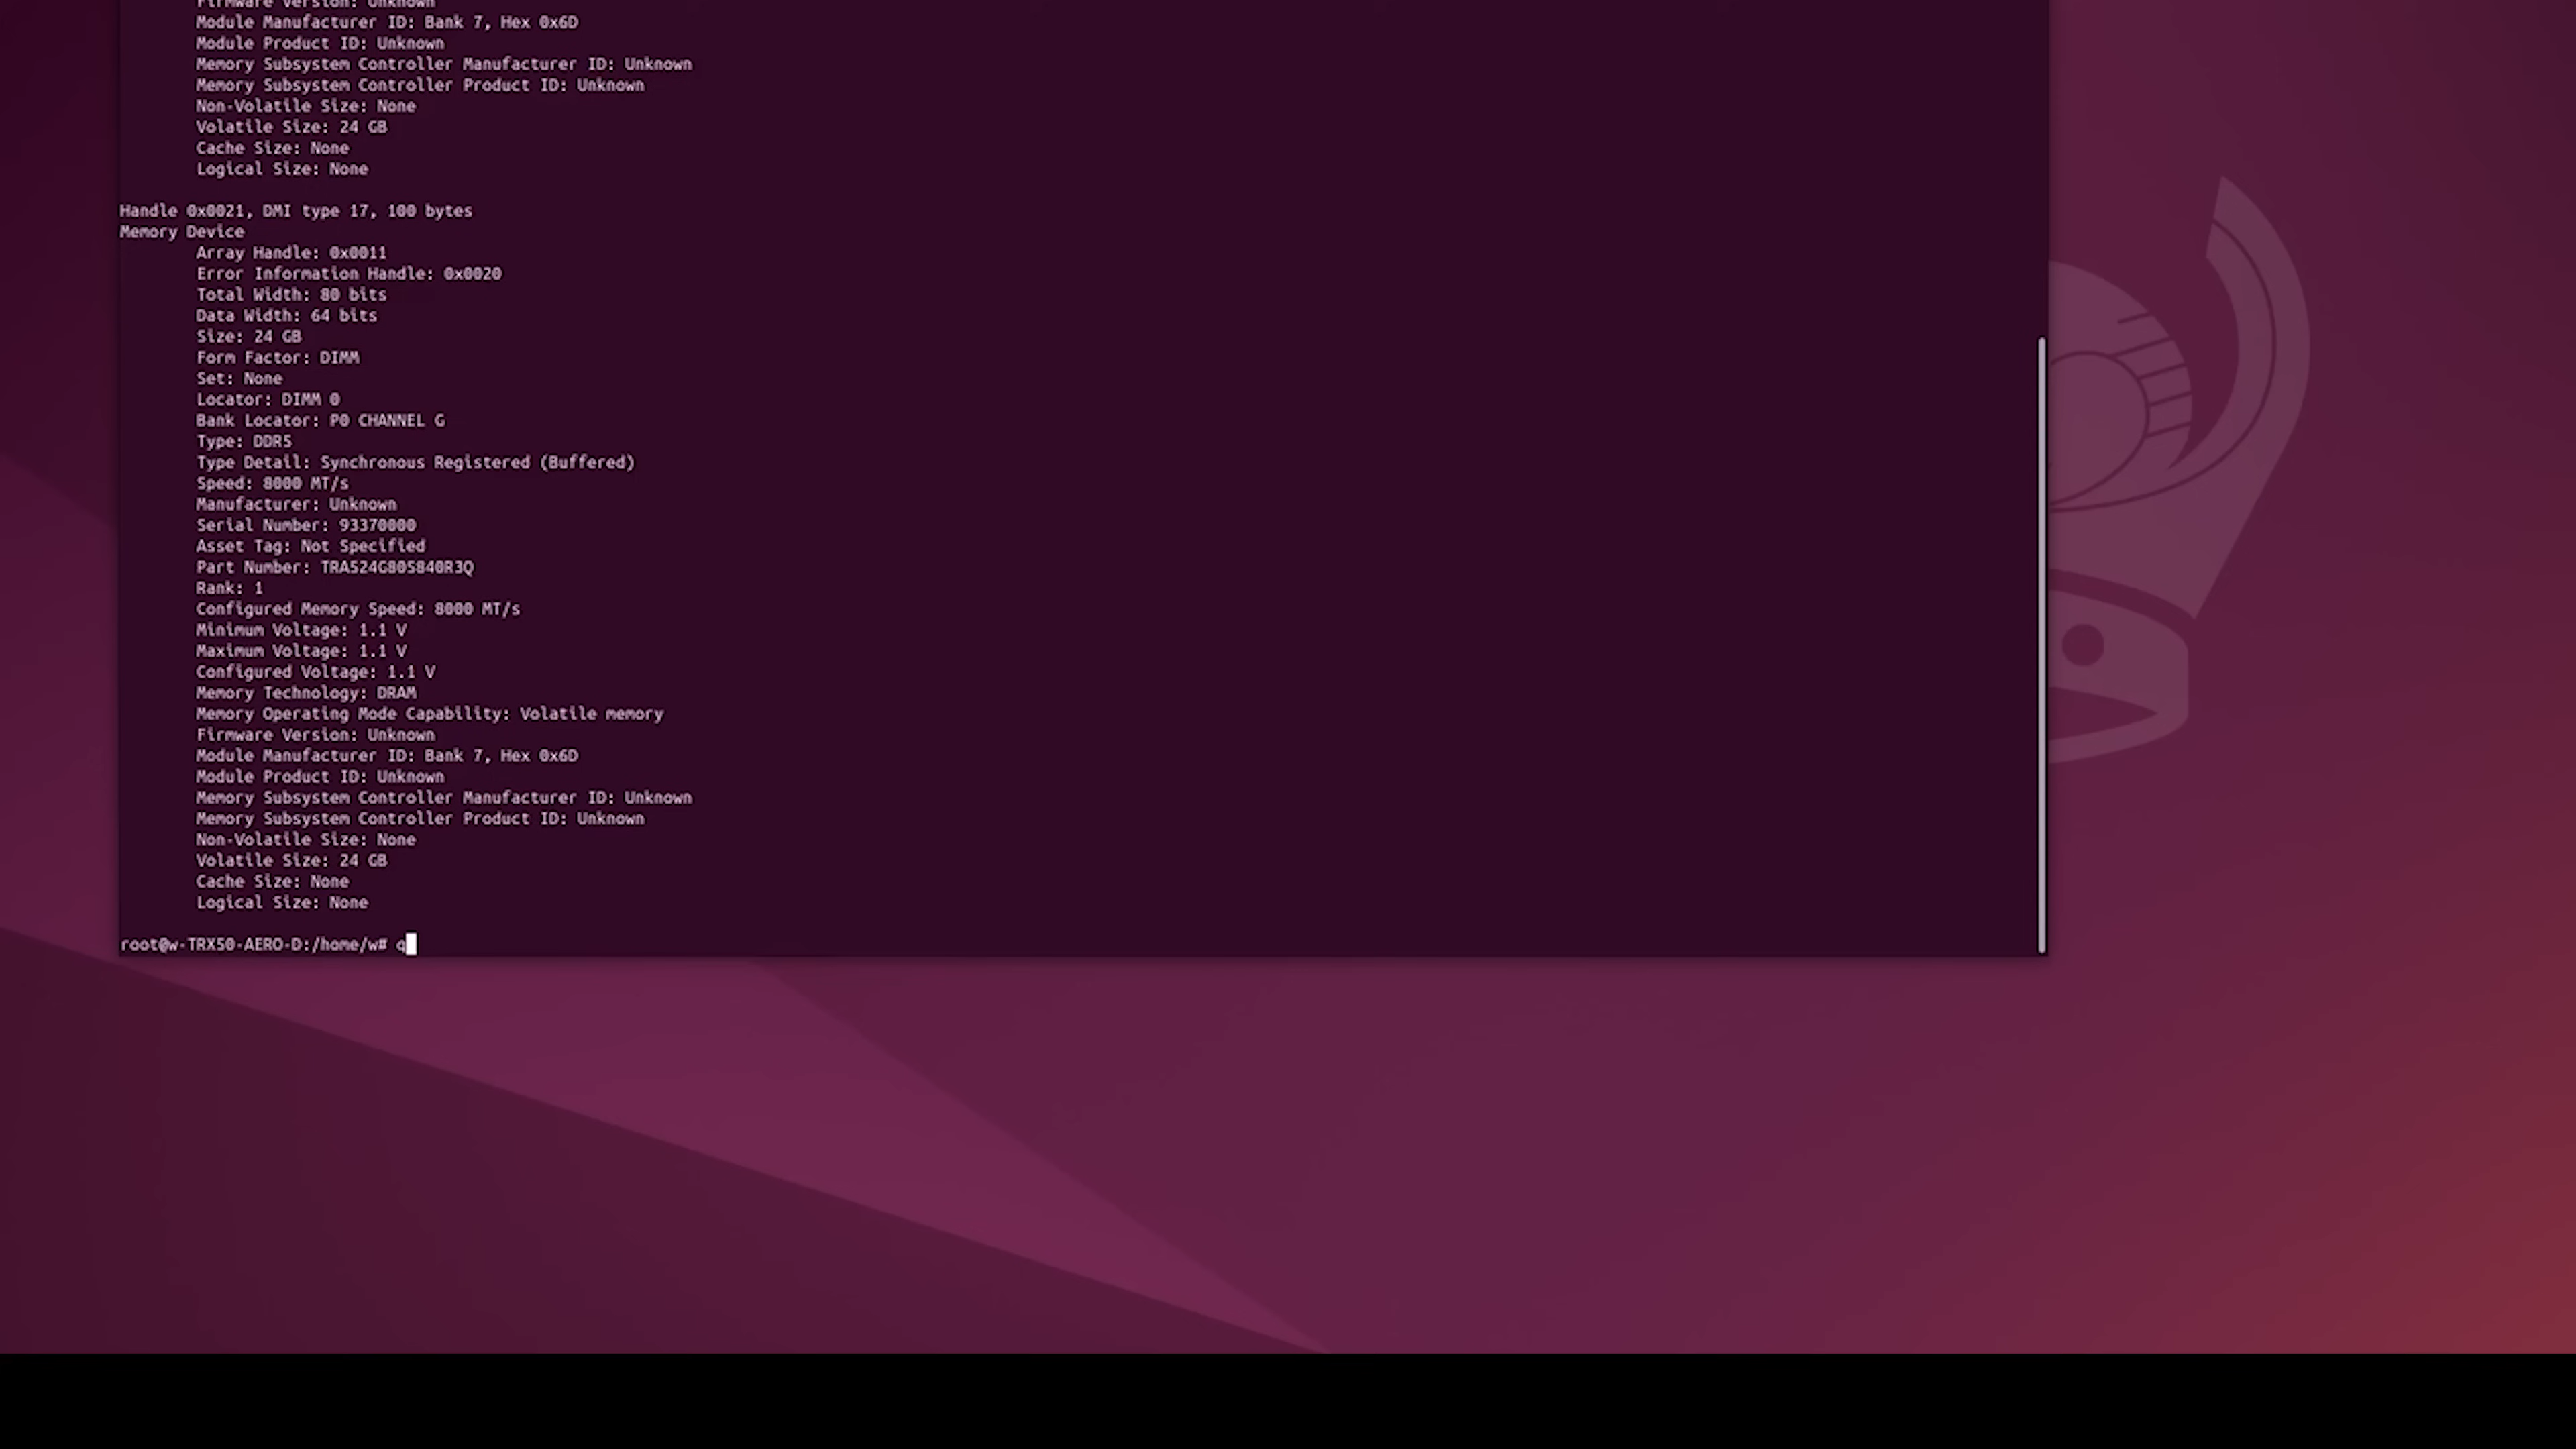 Firmware Version: Unknown
Module Manufacturer ID: Bank 7, Hex 0x6D
Module Product ID: Unknown
Memory Subsystem Controller Manufacturer ID: Unknown
Memory Subsystem Controller Product ID: Unknown
Non-Volatile Size: None
Volatile Size: 24 GB
Cache Size: None
Logical Size: None
Handle 0x0021, DMI type 17, 100 bytes
Memory Device
Array Handle: 0x0011
Error Information Handle: 0x0020
Total Width: 80 bits
Data Width: 64 bits
Size: 24 GB
Form Factor: DIMM
Set: None
Locator: DIMM 0
Bank Locator: P0 CHANNEL G
Type: DDR5
Type Detail: Synchronous Registered (Buffered)
Speed: 8000 MT/s
Manufacturer: Unknown
Serial Number: 93370000
Asset Tag: Not Specified
Part Number: TRA524G80S840R3Q
Rank: 1
Configured Memory Speed: 8000 MT/s
Minimum Voltage: 1.1 V
Maximum Voltage: 1.1 V
Configured Voltage: 1.1 V
Memory Technology: DRAM
Memory Operating Mode Capability: Volatile memory
Firmware Version: Unknown
Module Manufacturer ID: Bank 7, Hex 0x6D
Module Product ID: Unknown
Memory Subsystem Controller Manufacturer ID: Unknown
Memory Subsystem Controller Product ID: Unknown
Non-Volatile Size: None
Volatile Size: 24 GB
Cache Size: None
Logical Size: None
root@w-TRX50-AERO-D:/home/w# q